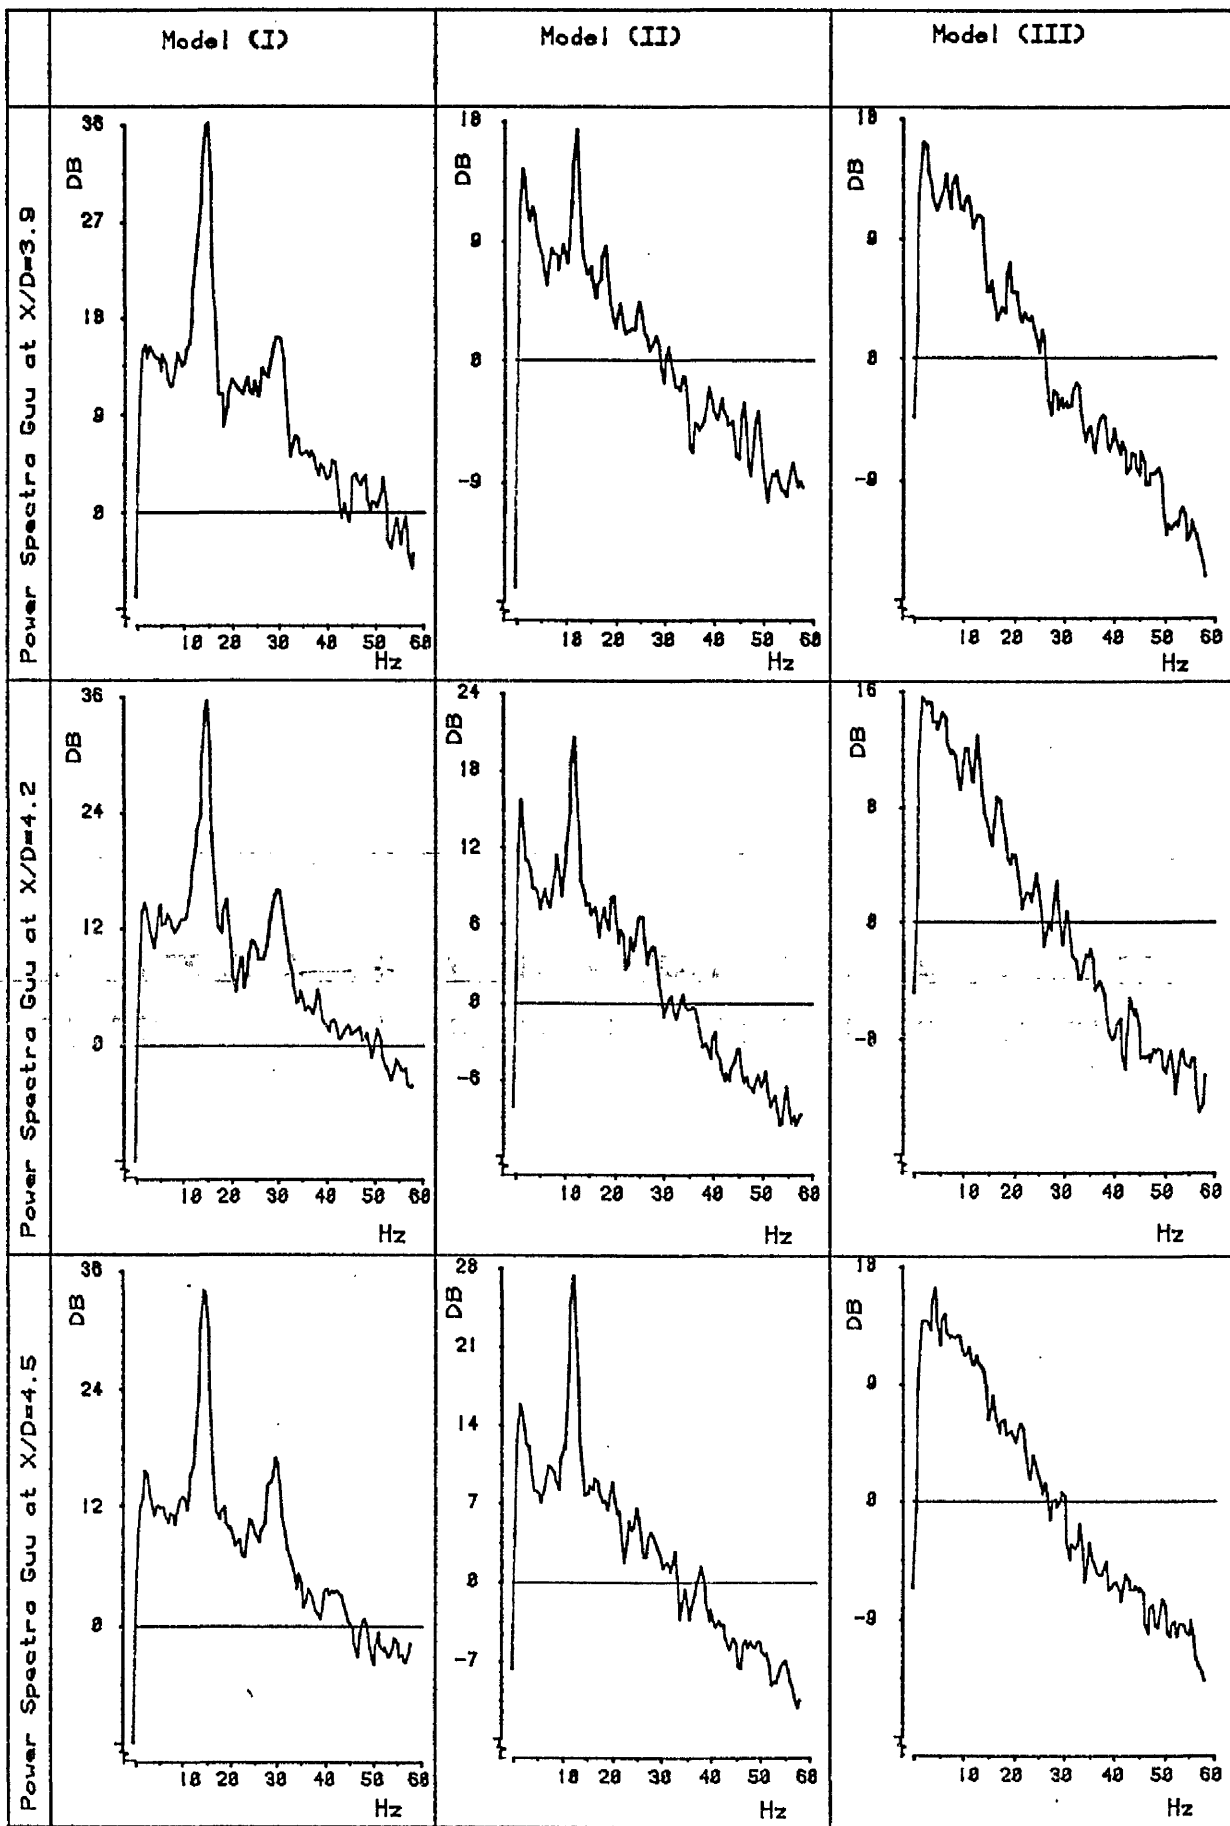 Model (I)
Model (II)
Model (III)
Power Spectra Guu at X/D=3.9
DB
36
27
18
9
0
10 20 30 40 50 60
Hz
DB
18
9
0
-9
10 20 30 40 50 60
Hz
DB
18
9
0
-9
10 20 30 40 50 60
Hz
Power Spectra Guu at X/D=4.2
DB
36
24
12
0
10 20 30 40 50 60
Hz
DB
24
18
12
6
0
-6
10 20 30 40 50 60
Hz
DB
16
8
0
-8
10 20 30 40 50 60
Hz
Power Spectra Guu at X/D=4.5
DB
36
24
12
0
10 20 30 40 50 60
Hz
DB
28
21
14
7
0
-7
10 20 30 40 50 60
Hz
DB
18
9
0
-9
10 20 30 40 50 60
Hz